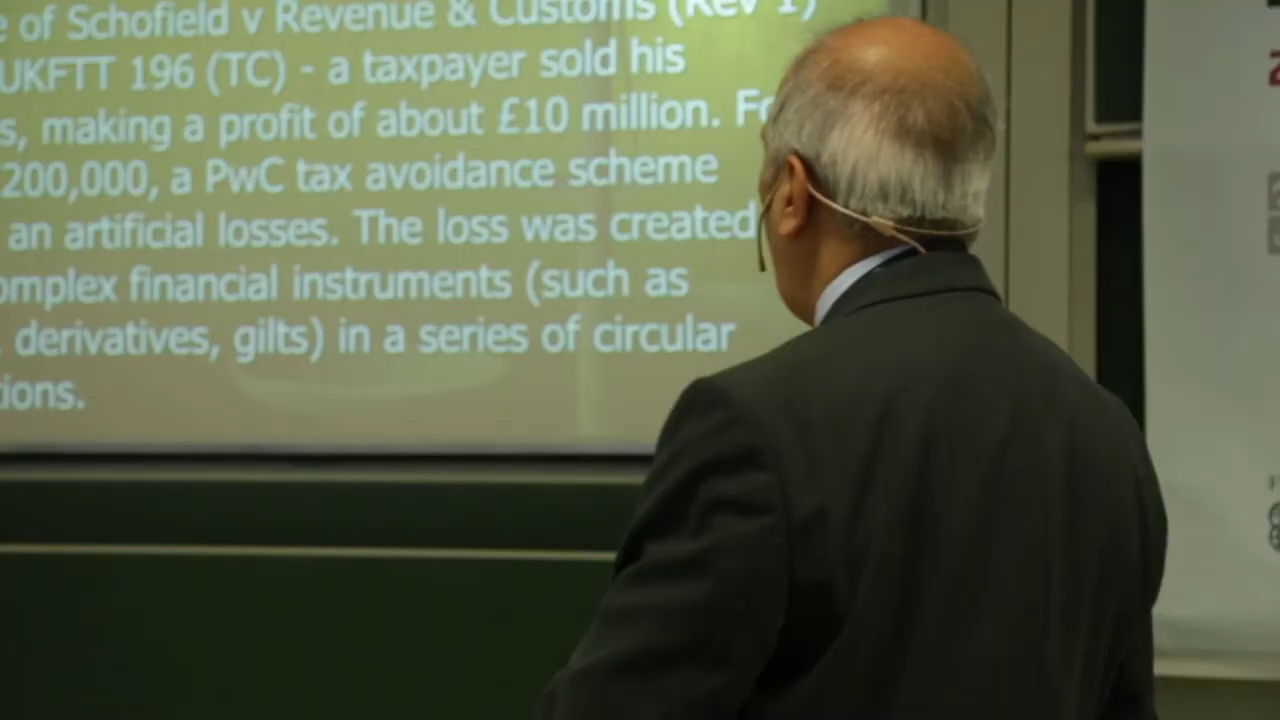 e of Schofield v Revenue & Customs (Rev 1)
UKFTT 196 (TC) - a taxpayer sold his
s, making a profit of about £10 million. Fo
200,000, a PwC tax avoidance scheme
an artificial losses. The loss was created
omplex financial instruments (such as
derivatives, gilts) in a series of circular
tions.